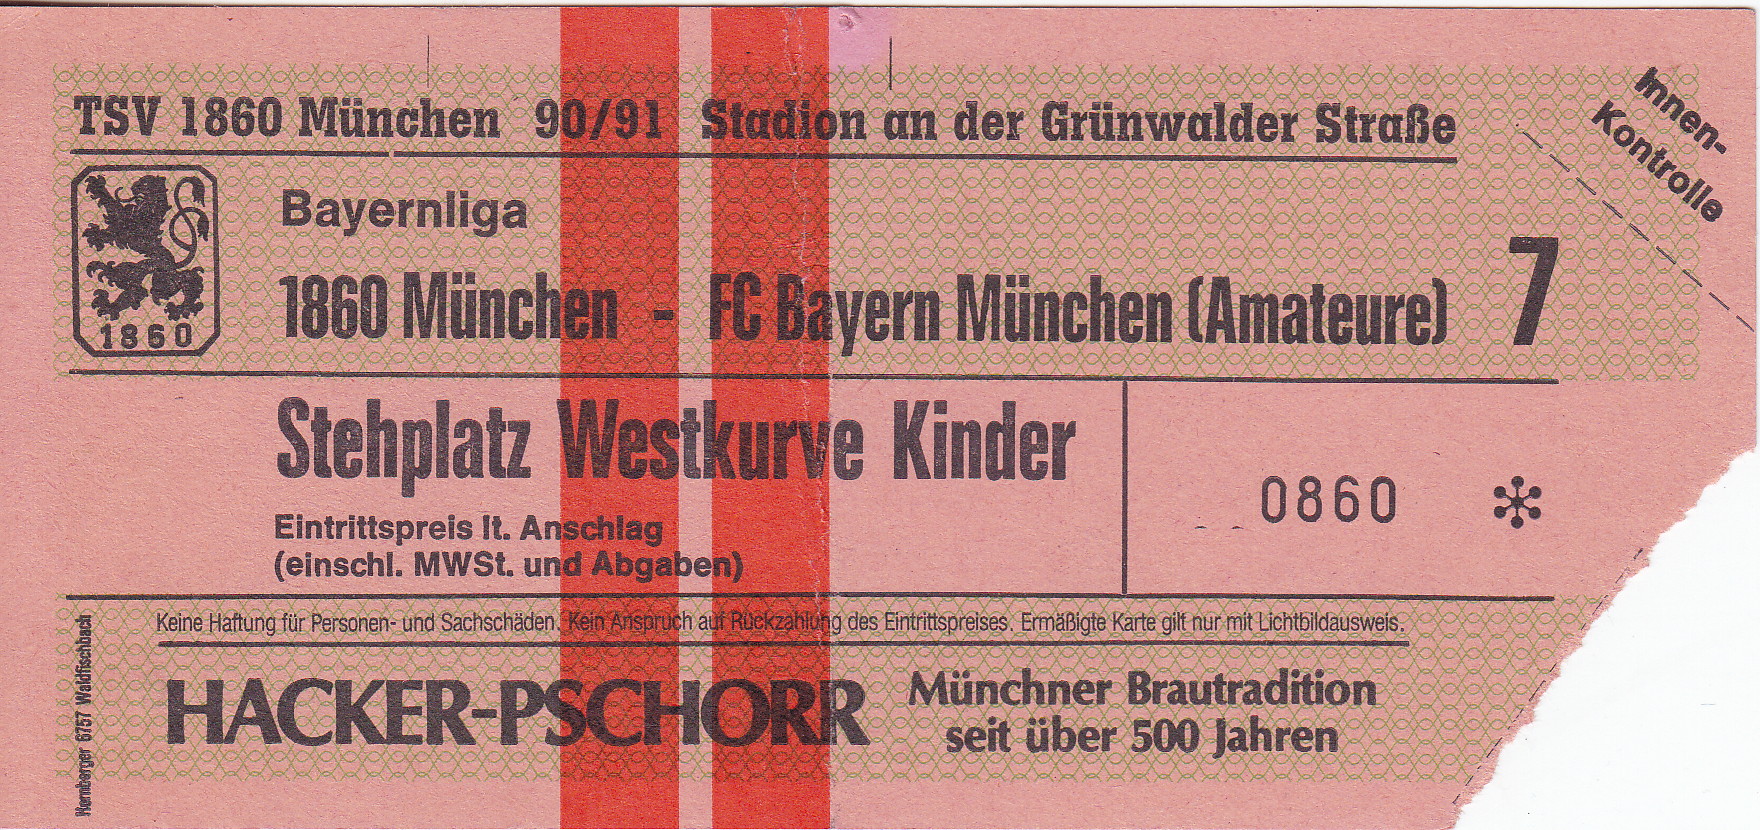 TSV 1860 München 90/91 Stadion an der Grünwalder Straße
Innen-
Kontrolle
1860
Bayernliga
1860 München - FC Bayern München (Amateure)
7
Stehplatz Westkurve Kinder
Eintrittspreis lt. Anschlag
(einschl. MWSt. und Abgaben)
0860 *
Keine Haftung für Personen- und Sachschäden. Kein Anspruch auf Rückzahlung des Eintrittspreises. Ermäßigte Karte gilt nur mit Lichtbildausweis.
HACKER-PSCHORR
Münchner Brautradition
seit über 500 Jahren
Hornberger 6757 Waldfischbach